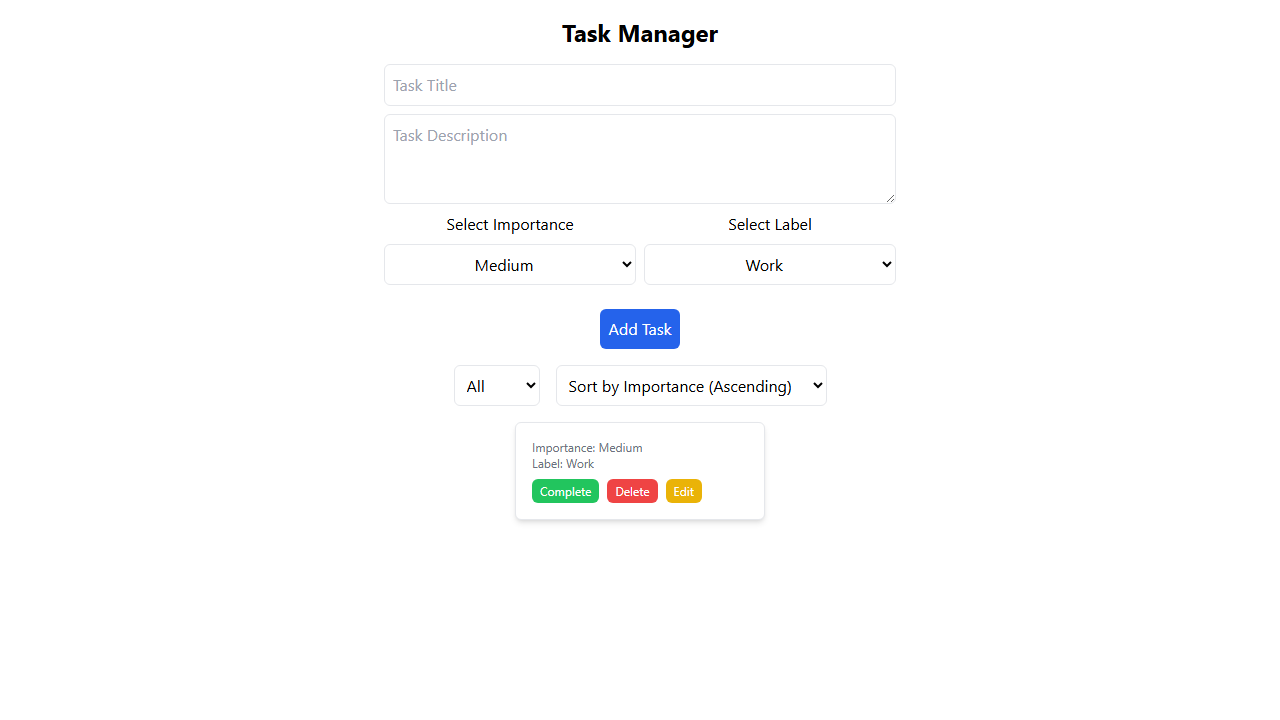 Task Manager
Task Title
Task Description
Select Importance
Select Label
Medium
Work
Add Task
All
Sort by Importance (Ascending)
Importance: Medium
Label: Work
Complete
Delete
Edit